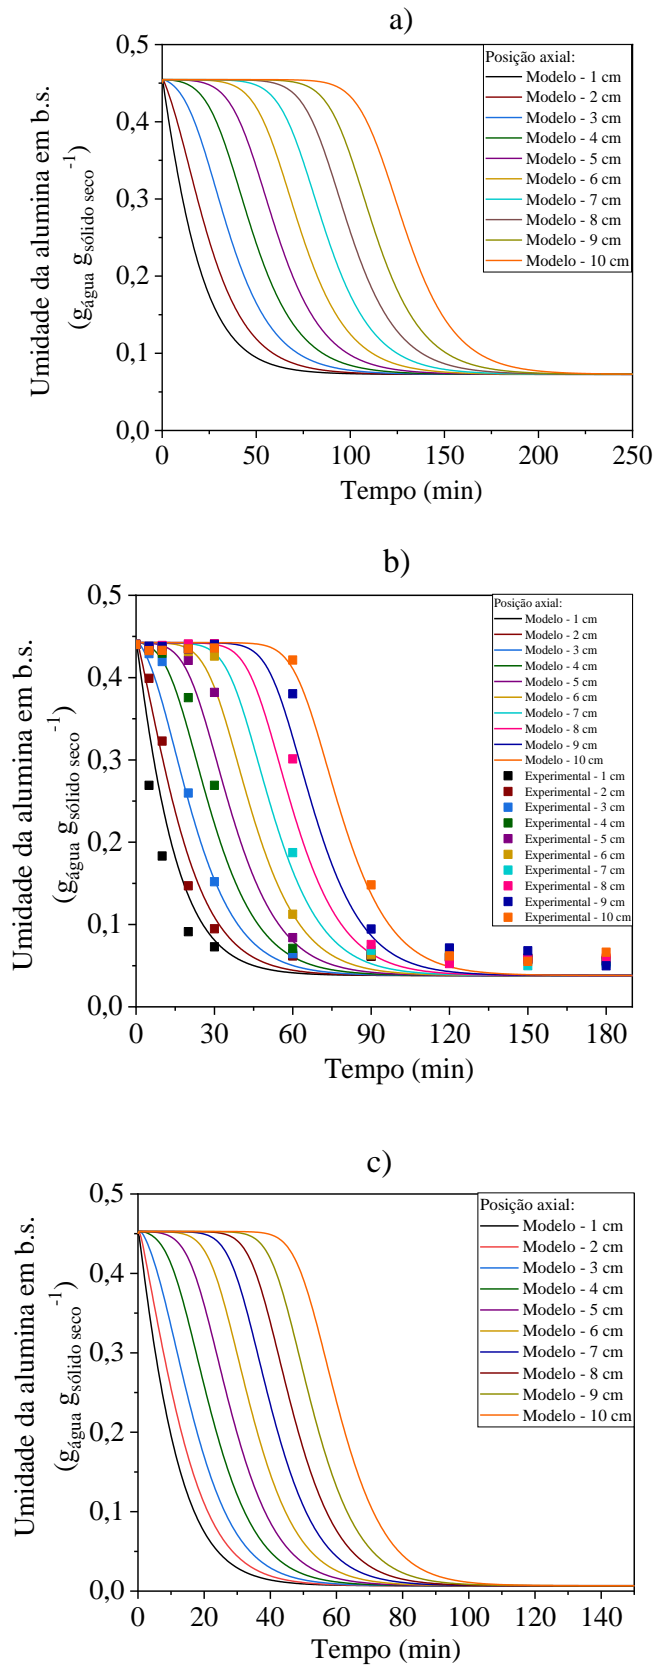 a)
Umidade da alumina em b.s.
(g_água g_sólido seco^-1)
0,5
0,4
0,3
0,2
0,1
0,0
0 50 100 150 200 250
Tempo (min)
Posição axial:
Modelo - 1 cm
Modelo - 2 cm
Modelo - 3 cm
Modelo - 4 cm
Modelo - 5 cm
Modelo - 6 cm
Modelo - 7 cm
Modelo - 8 cm
Modelo - 9 cm
Modelo - 10 cm
b)
Umidade da alumina em b.s.
(g_água g_sólido seco^-1)
0,5
0,4
0,3
0,2
0,1
0,0
0 30 60 90 120 150 180
Tempo (min)
Posição axial:
Modelo - 1 cm
Modelo - 2 cm
Modelo - 3 cm
Modelo - 4 cm
Modelo - 5 cm
Modelo - 6 cm
Modelo - 7 cm
Modelo - 8 cm
Modelo - 9 cm
Modelo - 10 cm
Experimental - 1 cm
Experimental - 2 cm
Experimental - 3 cm
Experimental - 4 cm
Experimental - 5 cm
Experimental - 6 cm
Experimental - 7 cm
Experimental - 8 cm
Experimental - 9 cm
Experimental - 10 cm
c)
Umidade da alumina em b.s.
(g_água g_sólido seco^-1)
0,5
0,4
0,3
0,2
0,1
0,0
0 20 40 60 80 100 120 140
Tempo (min)
Posição axial:
Modelo - 1 cm
Modelo - 2 cm
Modelo - 3 cm
Modelo - 4 cm
Modelo - 5 cm
Modelo - 6 cm
Modelo - 7 cm
Modelo - 8 cm
Modelo - 9 cm
Modelo - 10 cm